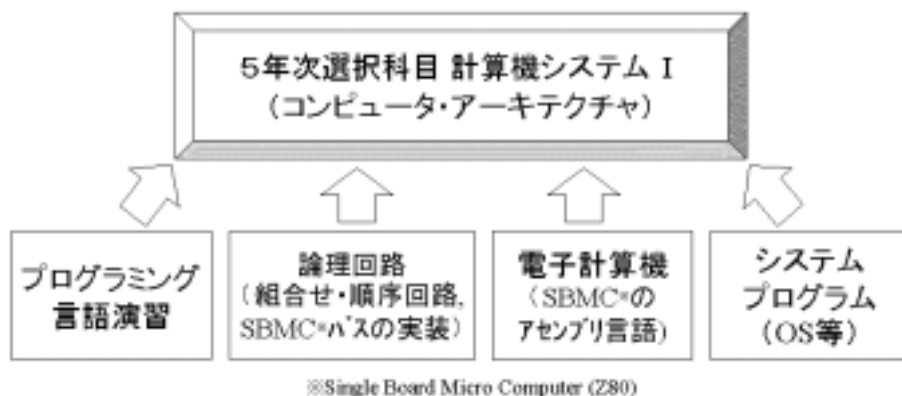 5年次選択科目 計算機システム I
(コンピュータ・アーキテクチャ)
プログラミング
言語演習
論理回路
(組合せ・順序回路,
SBMC※バスの実装)
電子計算機
(SBMC※の
アセンブリ言語)
システム
プログラム
(OS等)
※Single Board Micro Computer (Z80)